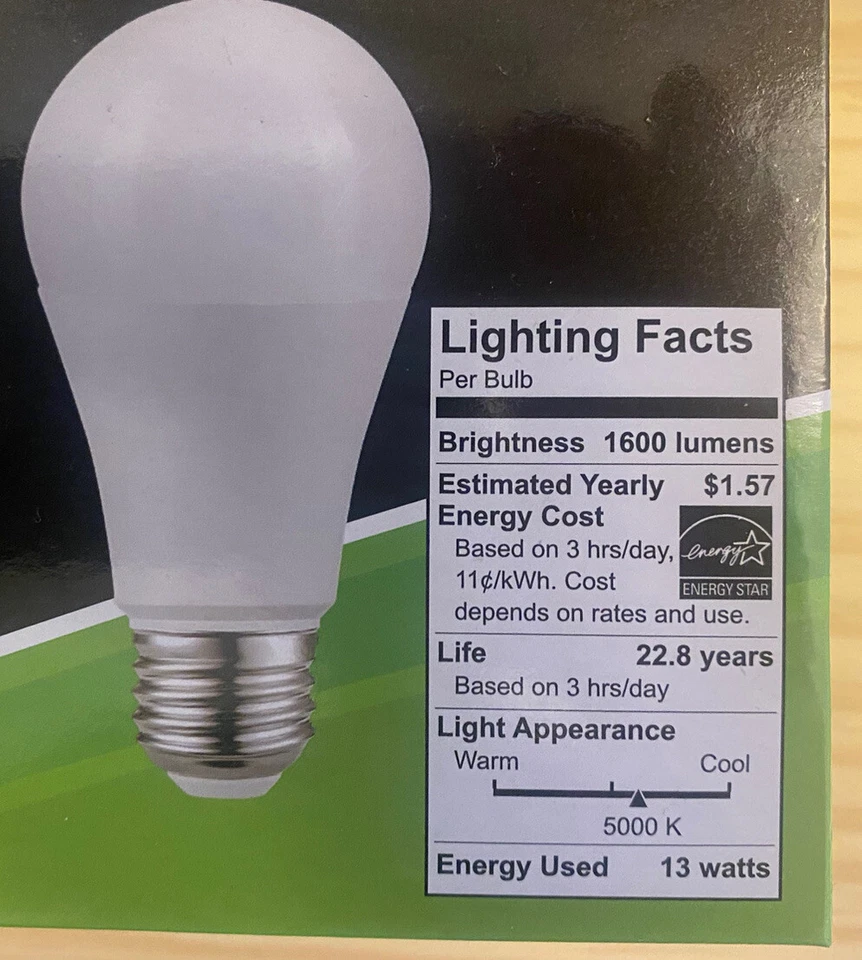 Lighting Facts
Per Bulb
Brightness 1600 lumens
Estimated Yearly $1.57
Energy Cost
Based on 3 hrs/day,
11¢/kWh. Cost
depends on rates and use.
energy
ENERGY STAR
Life 22.8 years
Based on 3 hrs/day
Light Appearance
Warm Cool
5000 K
Energy Used 13 watts